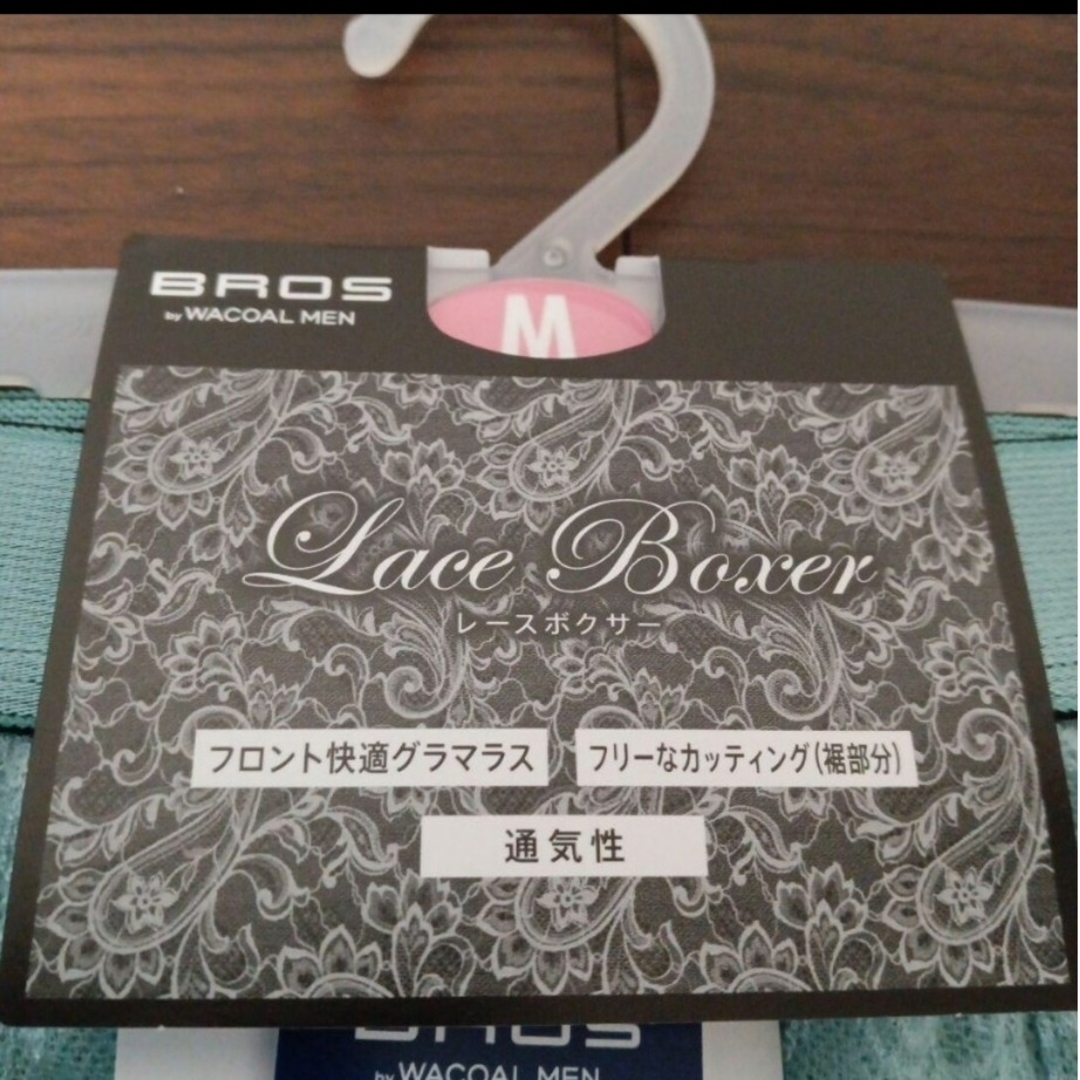 BROS
by WACOAL MEN
M
Lace Boxer
レースボクサー
フロント快適グラマラス
フリーなカッティング(裾部分)
通気性
BROS
by WACOAL MEN